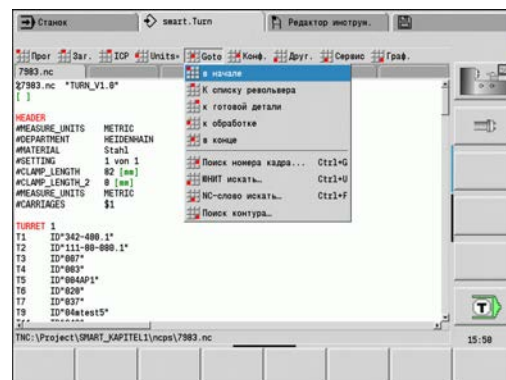 Станок
smart.Turn
Редактор инструм.
Прог Заг. ICP Units» Goto Конф. Друг. Сервис Граф.
7983.nc
в начале
27983.nc "TURN_V1.0"
К списку револьвера
[ ]
к готовой детали
HEADER
к обработке
#MEASURE_UNITS METRIC
#DEPARTMENT HEIDENHAIN
в конце
#MATERIAL Stahl
#SETTING 1 von 1
Поиск номера кадра... Ctrl+G
#CLAMP_LENGTH 82 [mm]
ЮНИТ искать… Ctrl+U
#CLAMP_LENGTH_2 0 [mm]
#MEASURE_UNITS METRIC
NC-слово искать… Ctrl+F
#CARRIAGES $1
Поиск контура…
TURRET 1
T1 ID"342-400.1"
T2 ID"111-80-080.1"
T3 ID"007"
T4 ID"003"
T5 ID"004AP1"
T6 ID"020"
T7 ID"037"
T9 ID"04mtest5"
T
TNC:\Project\SMART_KAPITEL1\ncps\7983.nc
15:50